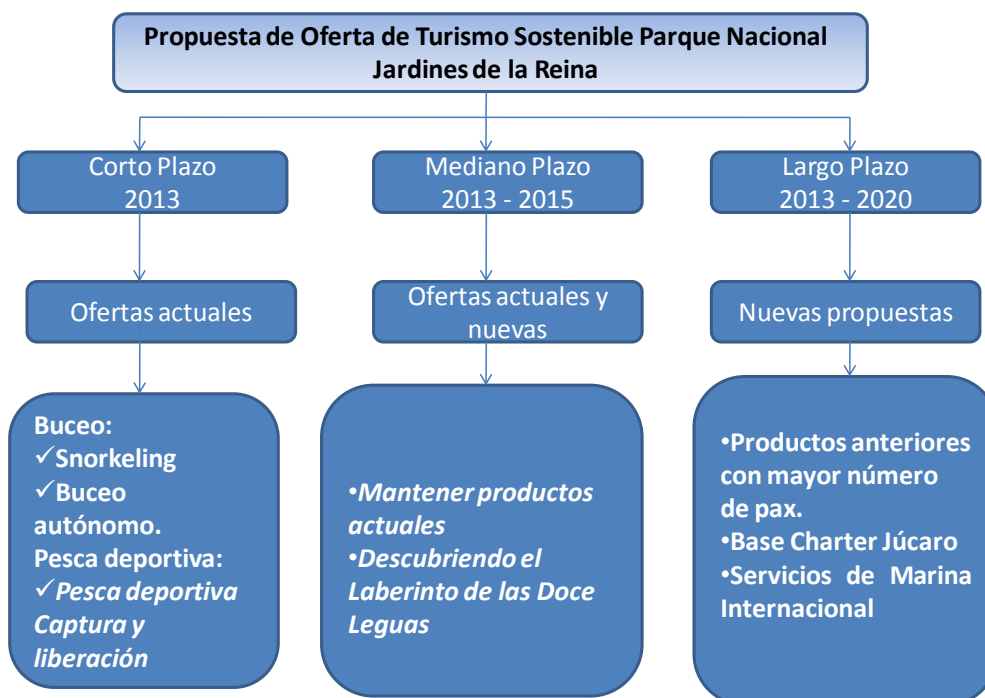 Propuesta de Oferta de Turismo Sostenible Parque Nacional
Jardines de la Reina
Corto Plazo
2013
Mediano Plazo
2013 - 2015
Largo Plazo
2013 - 2020
Ofertas actuales
Ofertas actuales y
nuevas
Nuevas propuestas
Buceo:
✓Snorkeling
✓Buceo
autónomo.
Pesca deportiva:
✓Pesca deportiva
Captura y
liberación
•Mantener productos
actuales
•Descubriendo el
Laberinto de las Doce
Leguas
•Productos anteriores
con mayor número
de pax.
•Base Charter Júcaro
•Servicios de Marina
Internacional